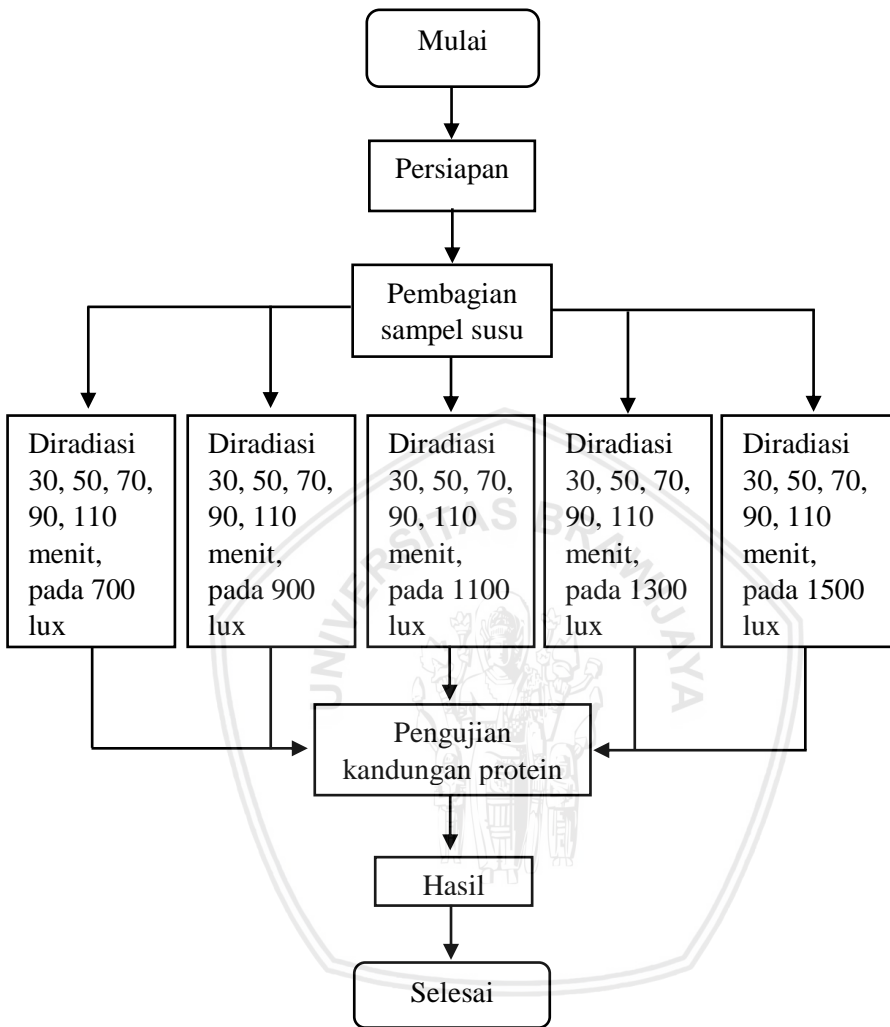 Mulai
Persiapan
Pembagian
sampel susu
Diradiasi
30, 50, 70,
90, 110
menit,
pada 700
lux
Diradiasi
30, 50, 70,
90, 110
menit,
pada 900
lux
Diradiasi
30, 50, 70,
90, 110
menit,
pada 1100
lux
Diradiasi
30, 50, 70,
90, 110
menit,
pada 1300
lux
Diradiasi
30, 50, 70,
90, 110
menit,
pada 1500
lux
UNIVERSITAS BRAWIJAYA
Pengujian
kandungan protein
Hasil
Selesai